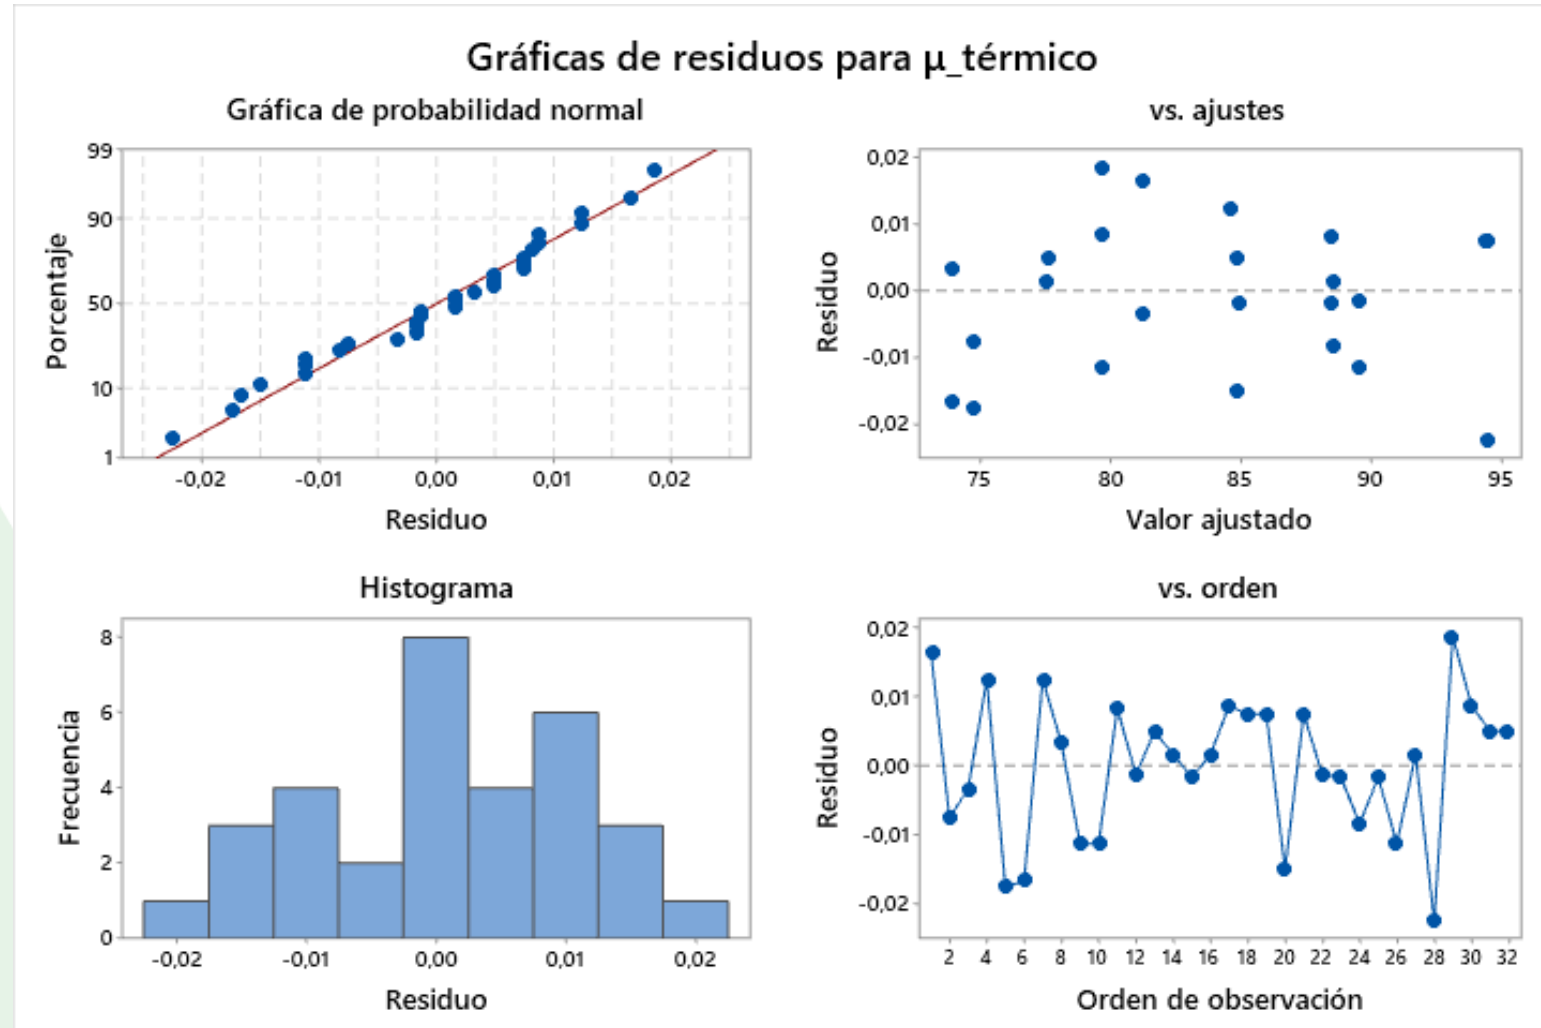 Gráficas de residuos para μ_térmico
Gráfica de probabilidad normal
99
90
50
10
1
Porcentaje
-0,02 -0,01 0,00 0,01 0,02
Residuo
vs. ajustes
0,02
0,01
0,00
-0,01
-0,02
Residuo
75 80 85 90 95
Valor ajustado
Histograma
8
6
4
2
0
Frecuencia
-0,02 -0,01 0,00 0,01 0,02
Residuo
vs. orden
0,02
0,01
0,00
-0,01
-0,02
Residuo
2 4 6 8 10 12 14 16 18 20 22 24 26 28 30 32
Orden de observación